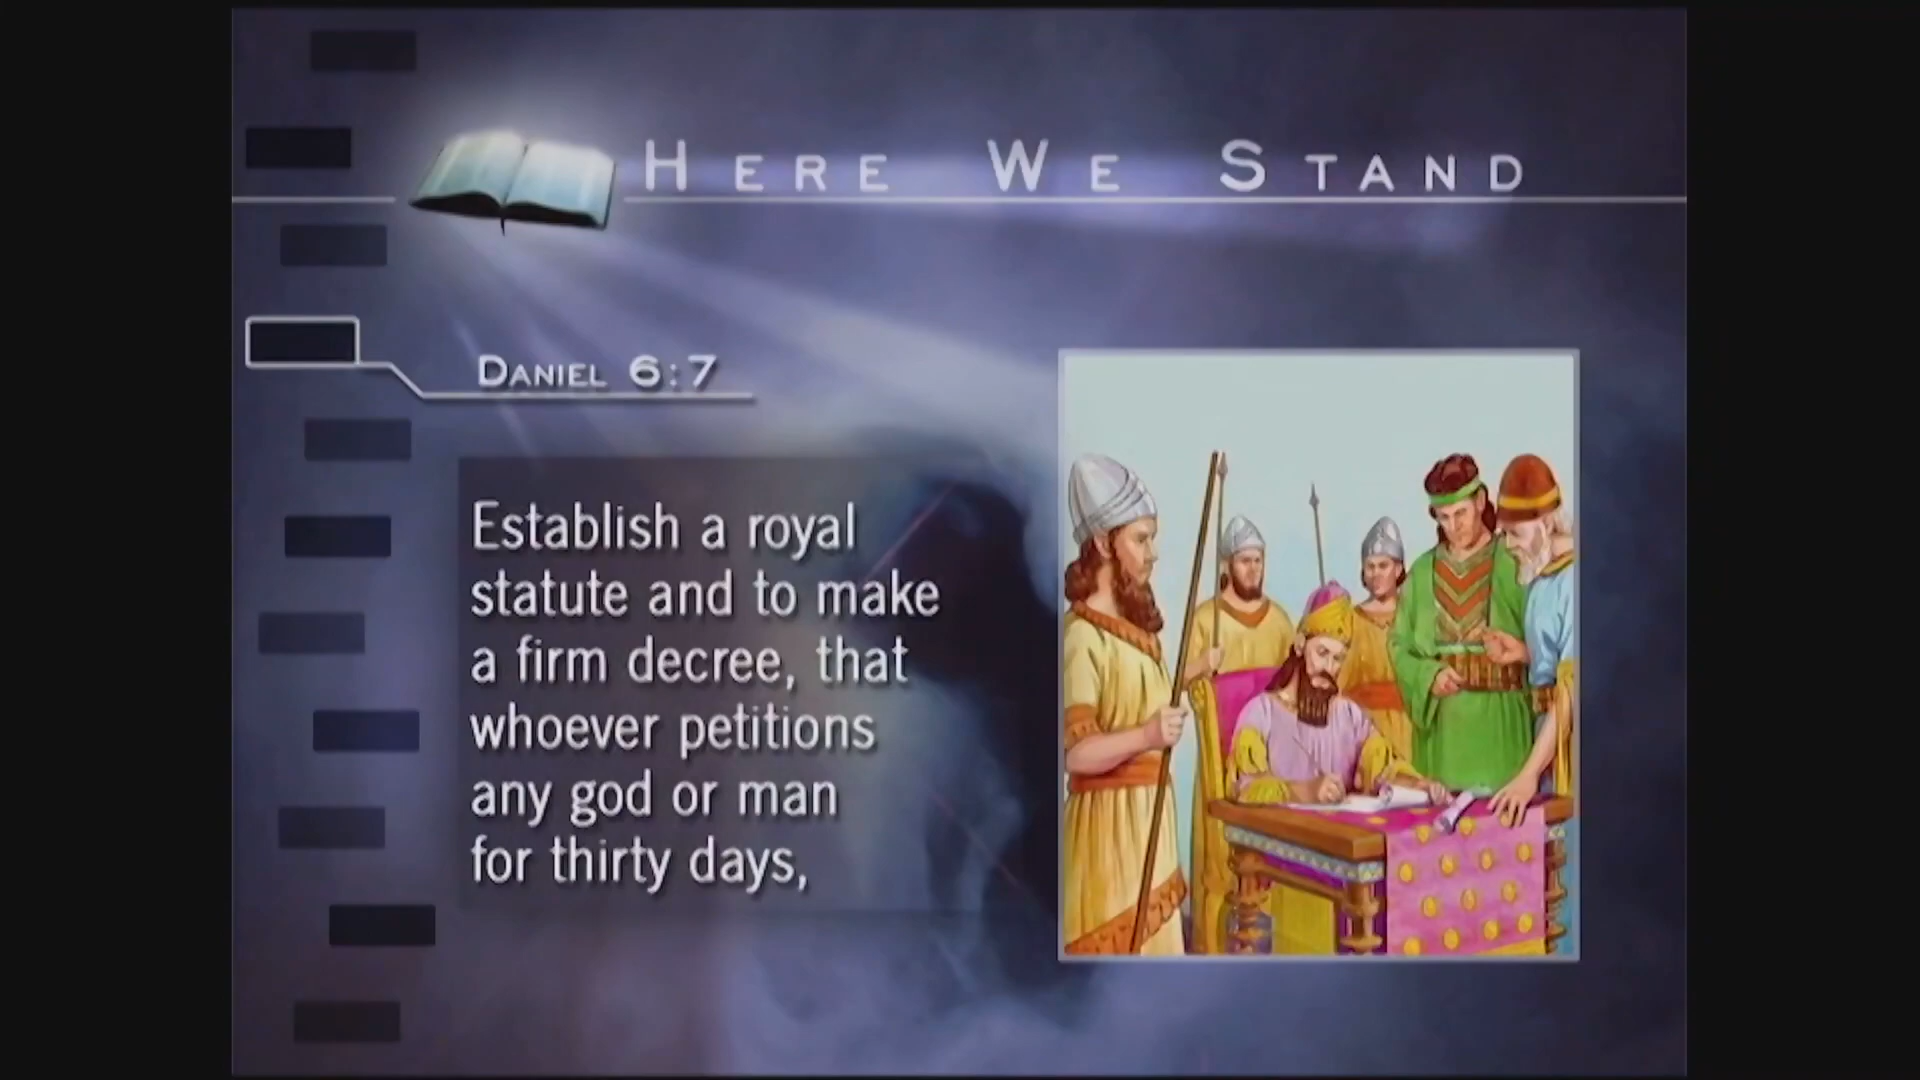 HERE WE STAND
DANIEL 6:7
Establish a royal
statute and to make
a firm decree, that
whoever petitions
any god or man
for thirty days,